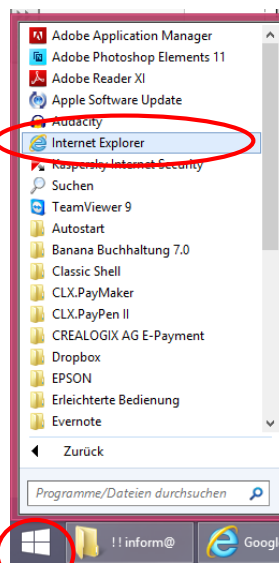 Adobe Application Manager
Adobe Photoshop Elements 11
Adobe Reader XI
Apple Software Update
Audacity
Internet Explorer
Kaspersky Internet Security
Suchen
TeamViewer 9
Autostart
Banana Buchhaltung 7.0
Classic Shell
CLX.PayMaker
CLX.PayPen II
CREALOGIX AG E-Payment
Dropbox
EPSON
Erleichterte Bedienung
Evernote
Zurück
Programme/Dateien durchsuchen
!! inform@ Googl